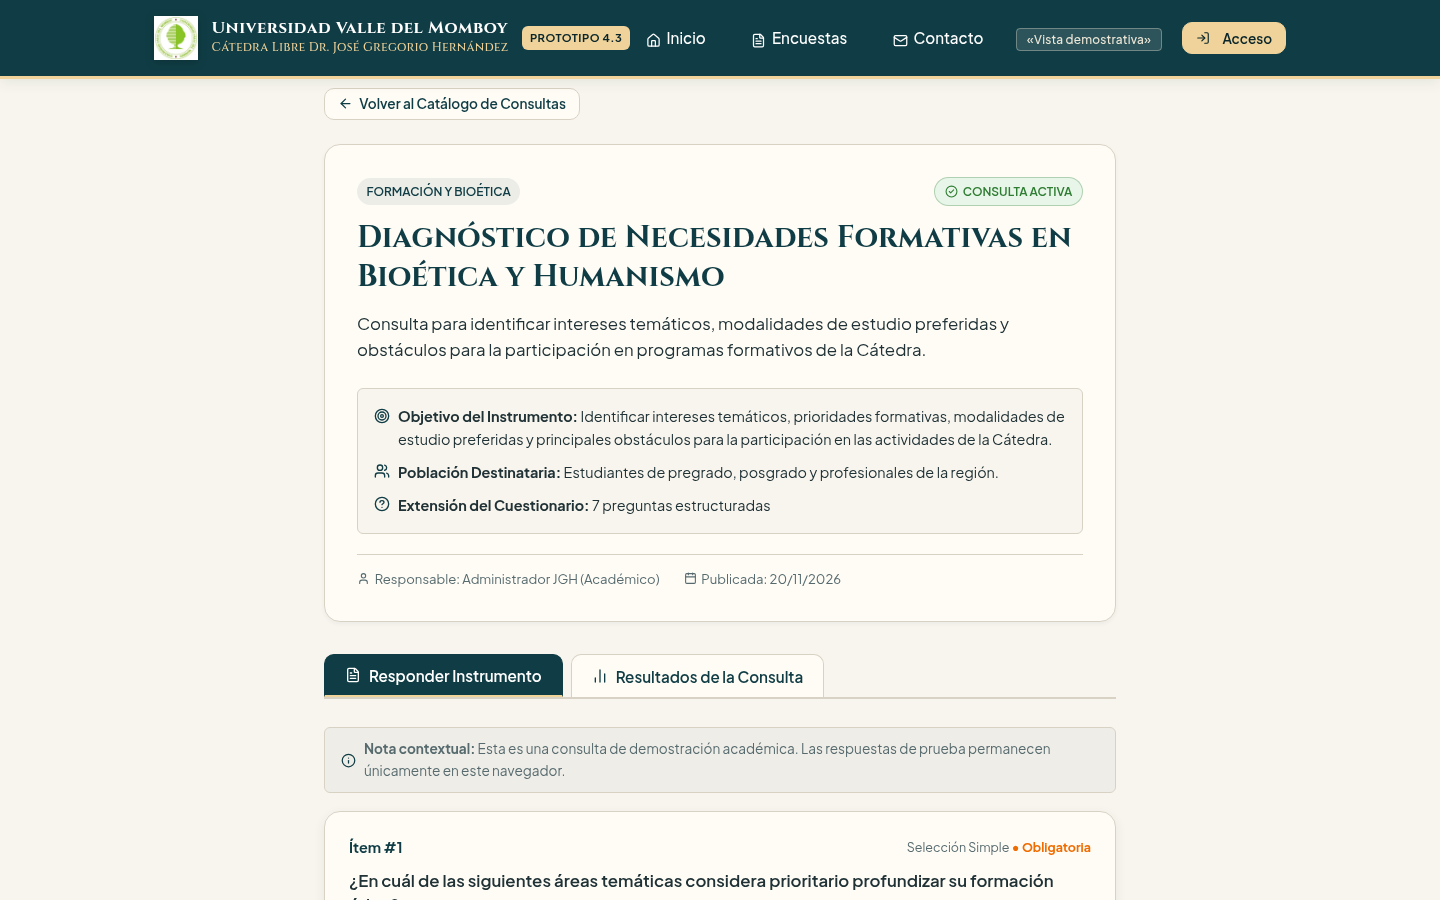 Universidad Valle del Momboy
Cátedra Libre Dr. José Gregorio Hernández
PROTOTIPO 4.3
Inicio
Encuestas
Contacto
«Vista demostrativa»
Acceso
Volver al Catálogo de Consultas
FORMACIÓN Y BIOÉTICA
CONSULTA ACTIVA
Diagnóstico de Necesidades Formativas en
Bioética y Humanismo
Consulta para identificar intereses temáticos, modalidades de estudio preferidas y
obstáculos para la participación en programas formativos de la Cátedra.
Objetivo del Instrumento: Identificar intereses temáticos, prioridades formativas, modalidades de
estudio preferidas y principales obstáculos para la participación en las actividades de la Cátedra.
Población Destinataria: Estudiantes de pregrado, posgrado y profesionales de la región.
Extensión del Cuestionario: 7 preguntas estructuradas
Responsable: Administrador JGH (Académico)
Publicada: 20/11/2026
Responder Instrumento
Resultados de la Consulta
Nota contextual: Esta es una consulta de demostración académica. Las respuestas de prueba permanecen
únicamente en este navegador.
Ítem #1
Selección Simple • Obligatoria
¿En cuál de las siguientes áreas temáticas considera prioritario profundizar su formación